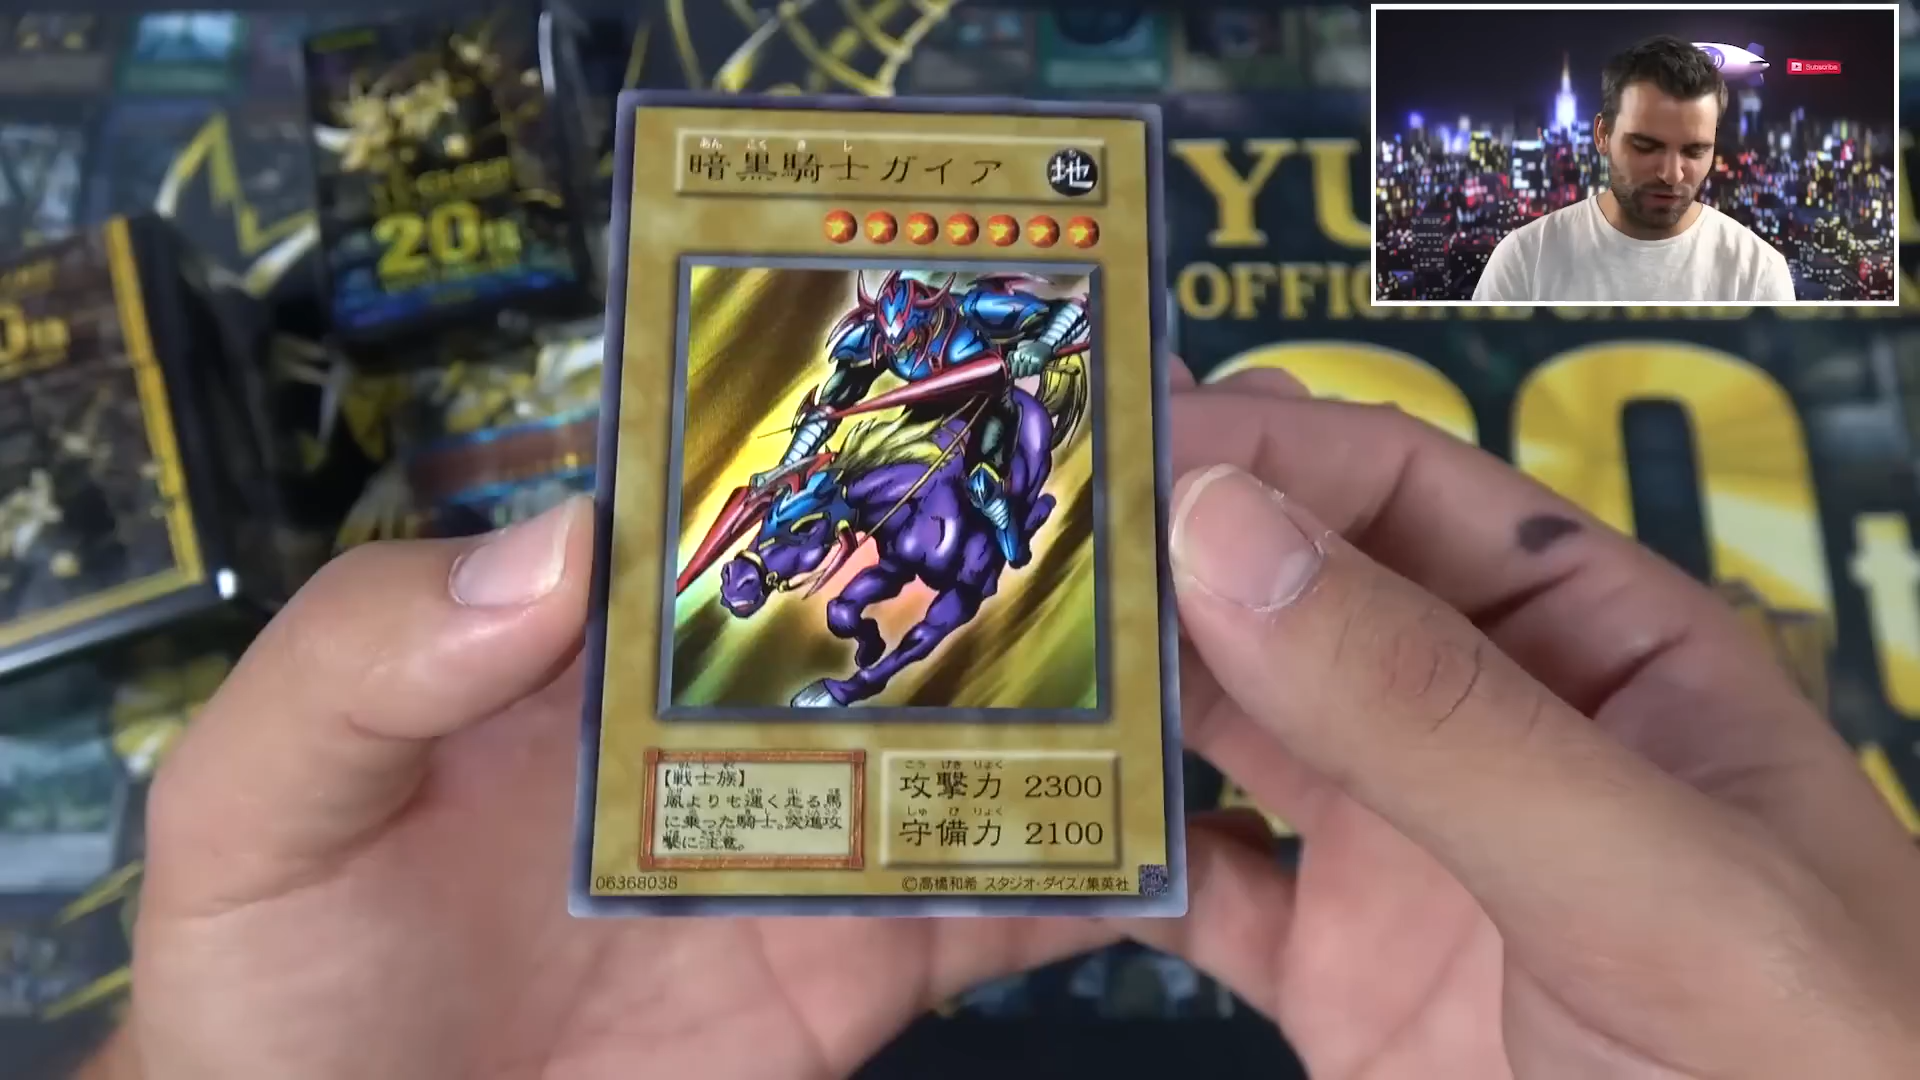 あん こく き し
暗黒騎士ガイア
地
【戦士族】
風よりも速く走る馬
に乗った騎士。突進攻
撃に注意。
こう げき りょく
攻撃力 2300
しゅ び りょく
守備力 2100
06368038
©高橋和希 スタジオ・ダイス/集英社
20th
YU
OFFIC
Subscribe